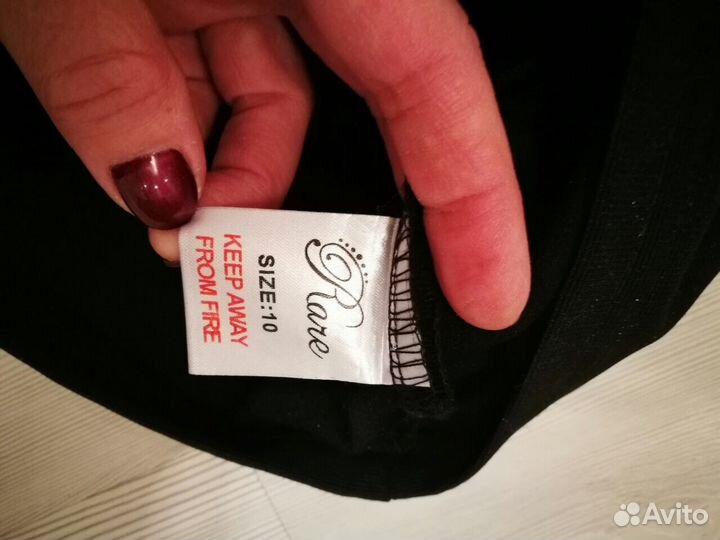 Rare
SIZE:10
KEEP AWAY
FROM FIRE
Avito